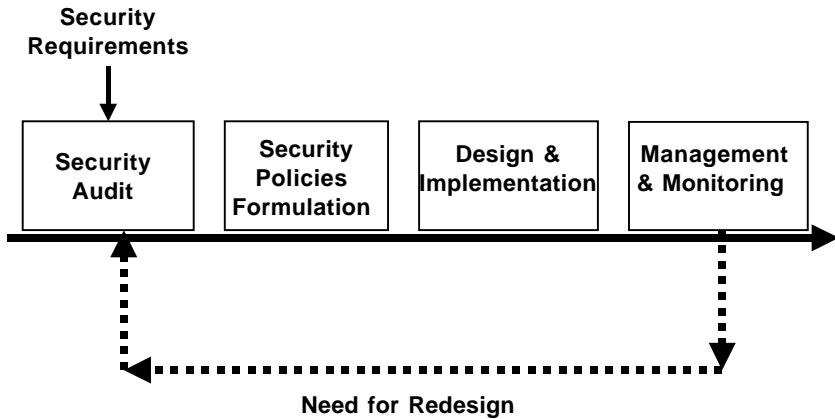 Security
Requirements
Security
Audit
Security
Policies
Formulation
Design &
Implementation
Management
& Monitoring
Need for Redesign